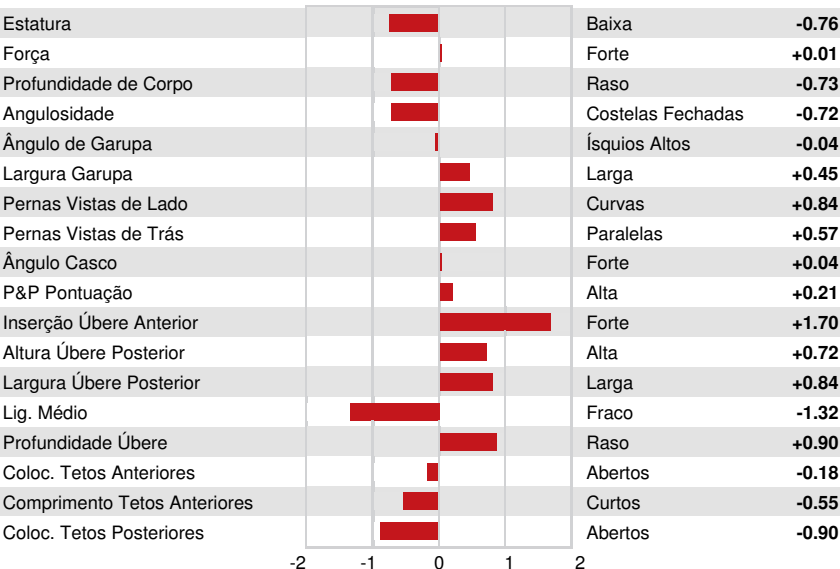 Estatura Baixa -0.76
Força Forte +0.01
Profundidade de Corpo Raso -0.73
Angulosidade Costelas Fechadas -0.72
Ângulo de Garupa Ísquios Altos -0.04
Largura Garupa Larga +0.45
Pernas Vistas de Lado Curvas +0.84
Pernas Vistas de Trás Paralelas +0.57
Ângulo Casco Forte +0.04
P&P Pontuação Alta +0.21
Inserção Úbere Anterior Forte +1.70
Altura Úbere Posterior Alta +0.72
Largura Úbere Posterior Larga +0.84
Lig. Médio Fraco -1.32
Profundidade Úbere Raso +0.90
Coloc. Tetos Anteriores Abertos -0.18
Comprimento Tetos Anteriores Curtos -0.55
Coloc. Tetos Posteriores Abertos -0.90
-2 -1 0 1 2